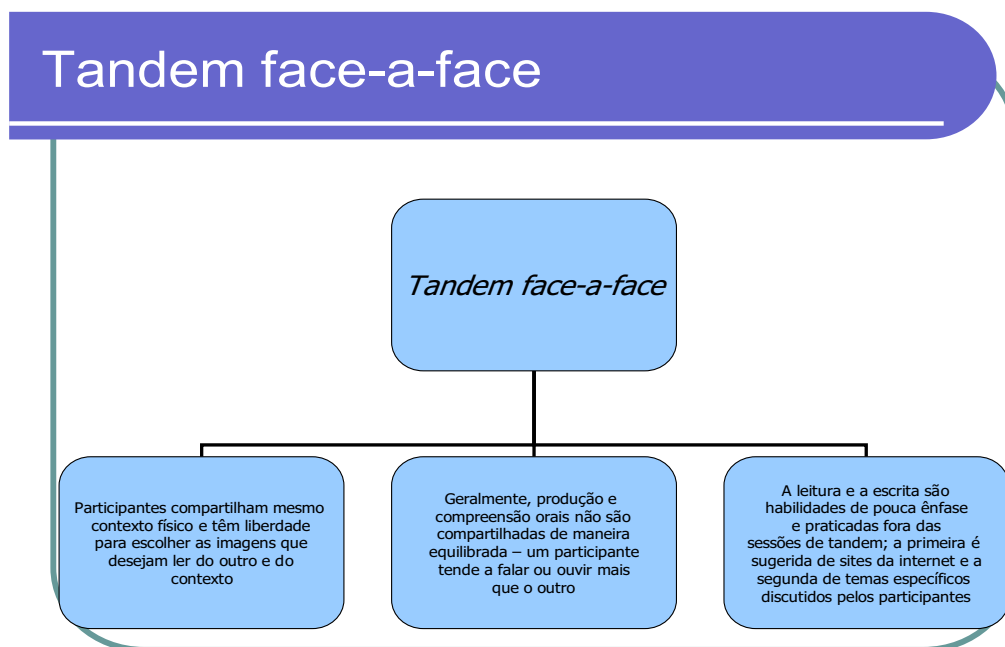 Tandem face-a-face
Tandem face-a-face
Participantes compartilham mesmo
contexto físico e têm liberdade
para escolher as imagens que
desejam ler do outro e do
contexto
Geralmente, produção e
compreensão orais não são
compartilhadas de maneira
equilibrada – um participante
tende a falar ou ouvir mais
que o outro
A leitura e a escrita são
habilidades de pouca ênfase
e praticadas fora das
sessões de tandem; a primeira é
sugerida de sites da internet e a
segunda de temas específicos
discutidos pelos participantes